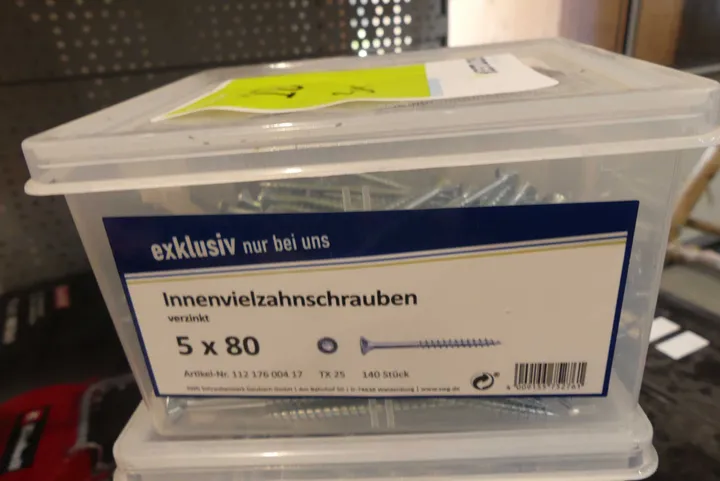 exklusiv nur bei uns
Innenvielzahnschrauben
verzinkt
5 x 80
Artikel-Nr. 112 176 004 17 TX 25 140 Stück